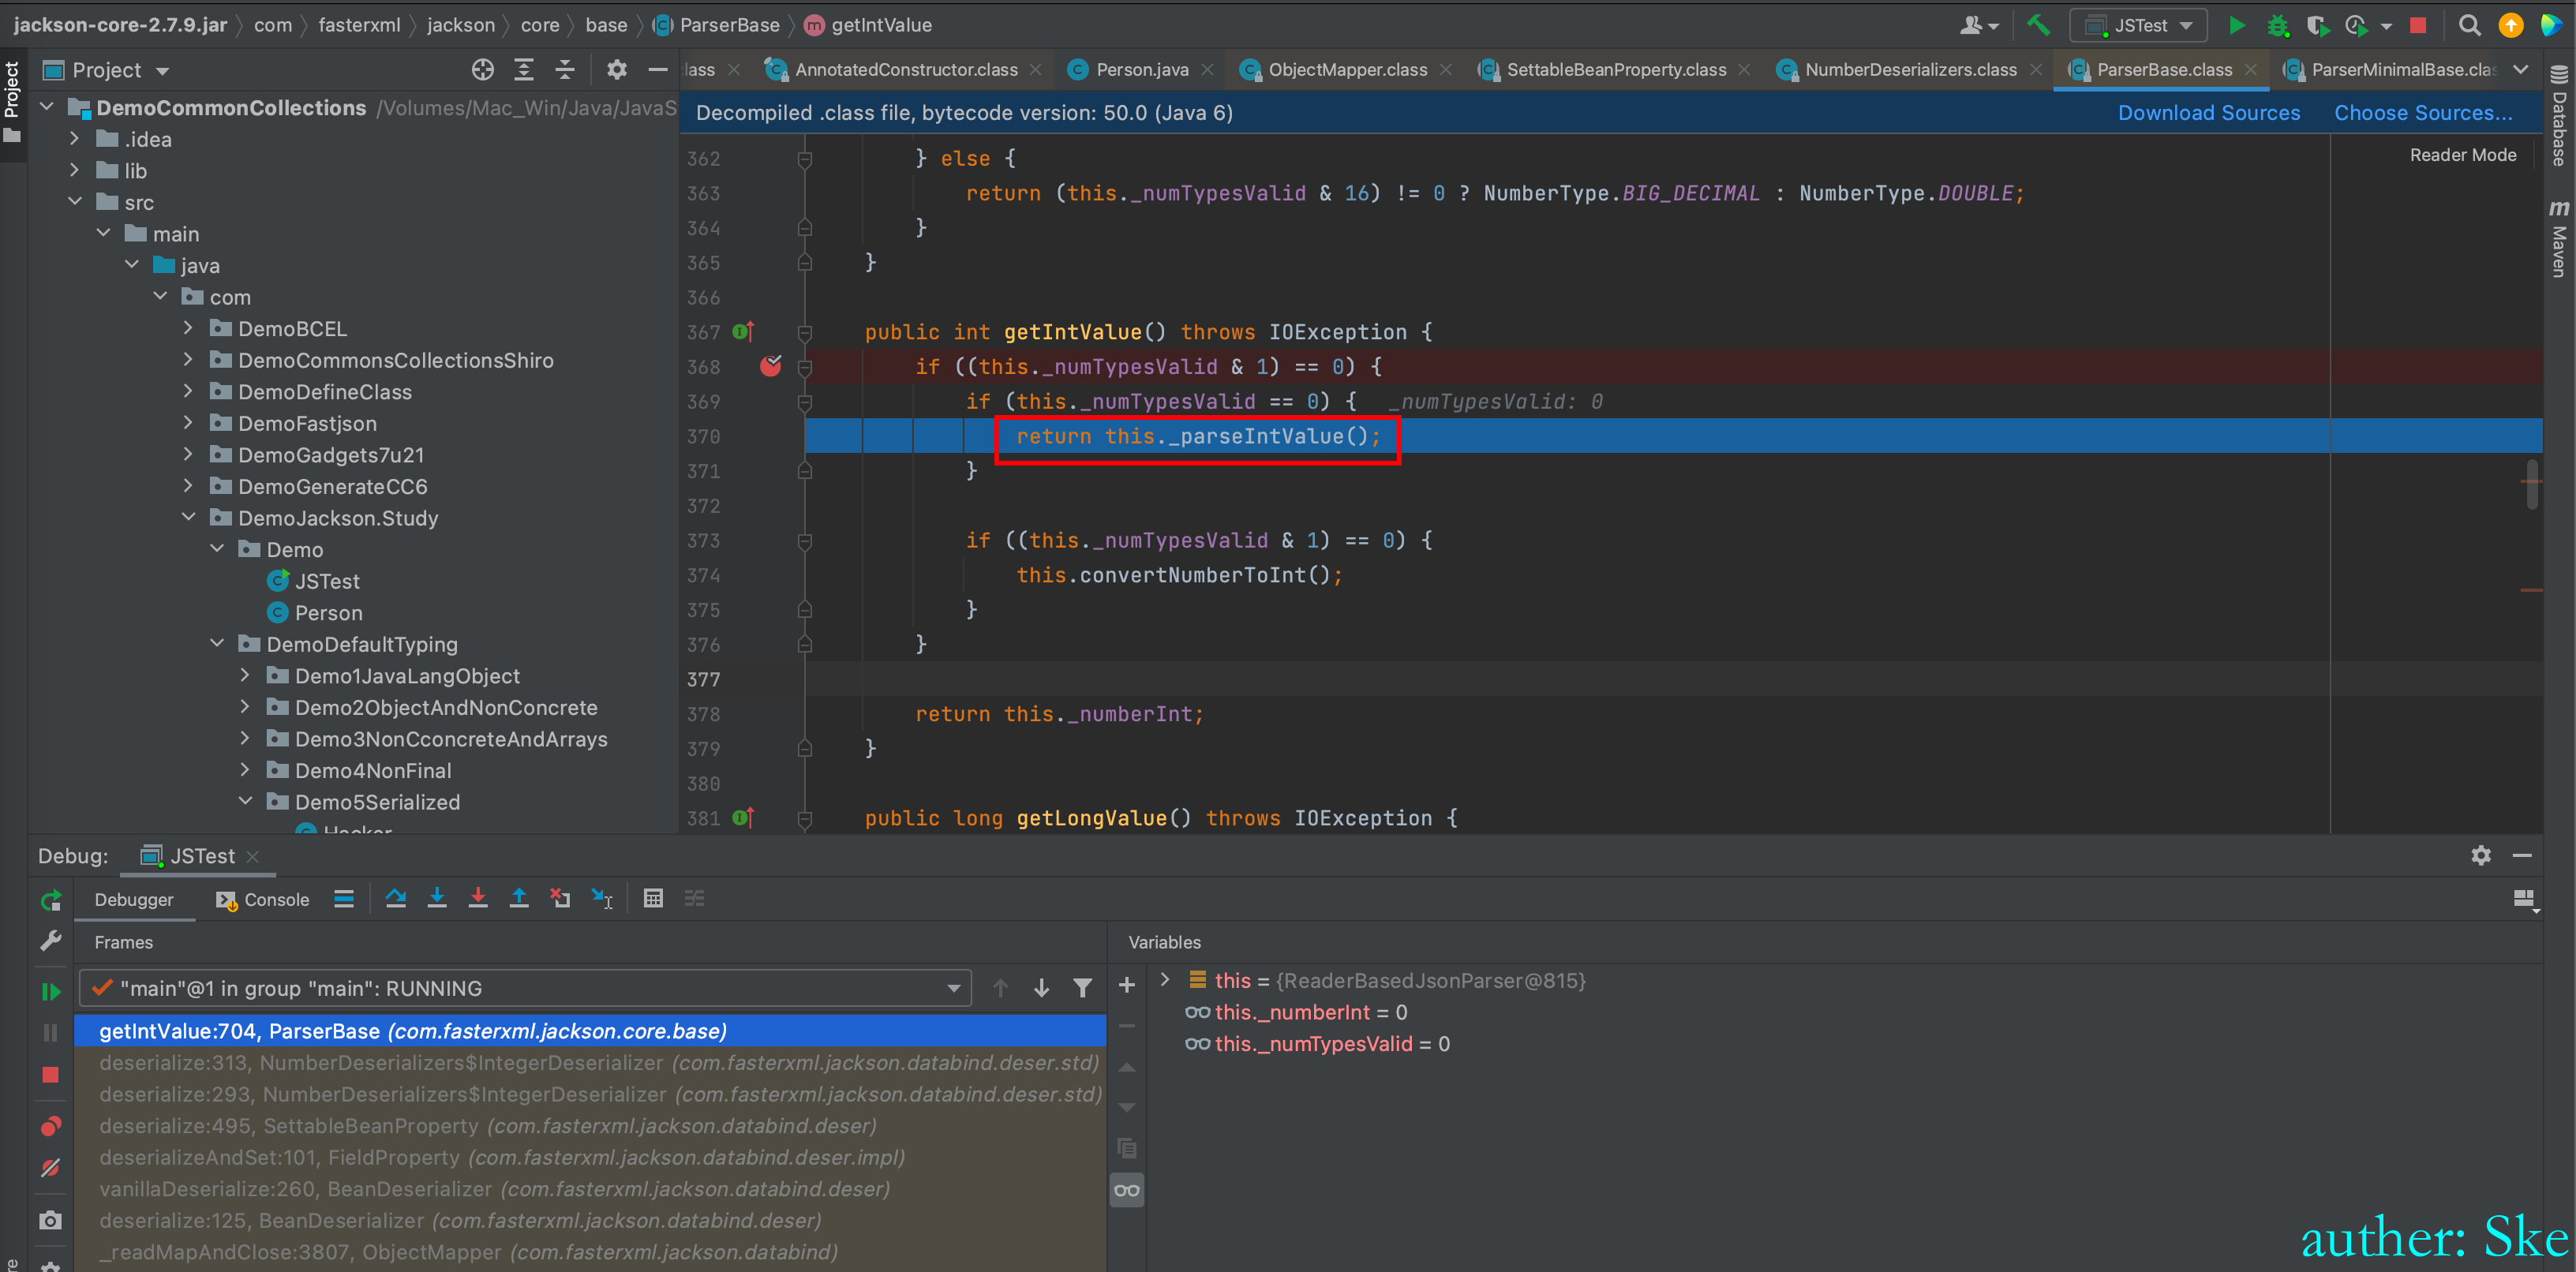 jackson-core-2.7.9.jar com fasterxml jackson core base ParserBase getIntValue
JSTest
Project
lass AnnotatedConstructor.class Person.java ObjectMapper.class SettableBeanProperty.class NumberDeserializers.class ParserBase.class ParserMinimalBase.clas
Project
Database
Maven
DemoCommonCollections /Volumes/Mac_Win/Java/JavaS
.idea
lib
src
main
java
com
DemoBCEL
DemoCommonsCollectionsShiro
DemoDefineClass
DemoFastjson
DemoGadgets7u21
DemoGenerateCC6
DemoJackson.Study
Demo
JSTest
Person
DemoDefaultTyping
Demo1JavaLangObject
Demo2ObjectAndNonConcrete
Demo3NonCconcreteAndArrays
Demo4NonFinal
Demo5Serialized
Hacker
Decompiled .class file, bytecode version: 50.0 (Java 6) Download Sources Choose Sources...
Reader Mode
362 } else {
363 return (this._numTypesValid & 16) != 0 ? NumberType.BIG_DECIMAL : NumberType.DOUBLE;
364 }
365 }
366
367 public int getIntValue() throws IOException {
368 if ((this._numTypesValid & 1) == 0) {
369 if (this._numTypesValid == 0) { _numTypesValid: 0
370 return this._parseIntValue();
371 }
372
373 if ((this._numTypesValid & 1) == 0) {
374 this.convertNumberToInt();
375 }
376 }
377
378 return this._numberInt;
379 }
380
381 public long getLongValue() throws IOException {
Debug: JSTest
Debugger Console
Frames
"main"@1 in group "main": RUNNING
getIntValue:704, ParserBase (com.fasterxml.jackson.core.base)
deserialize:313, NumberDeserializers$IntegerDeserializer (com.fasterxml.jackson.databind.deser.std)
deserialize:293, NumberDeserializers$IntegerDeserializer (com.fasterxml.jackson.databind.deser.std)
deserialize:495, SettableBeanProperty (com.fasterxml.jackson.databind.deser)
deserializeAndSet:101, FieldProperty (com.fasterxml.jackson.databind.deser.impl)
vanillaDeserialize:260, BeanDeserializer (com.fasterxml.jackson.databind.deser)
deserialize:125, BeanDeserializer (com.fasterxml.jackson.databind.deser)
_readMapAndClose:3807, ObjectMapper (com.fasterxml.jackson.databind)
Variables
this = {ReaderBasedJsonParser@815}
this._numberInt = 0
this._numTypesValid = 0
auther: Ske